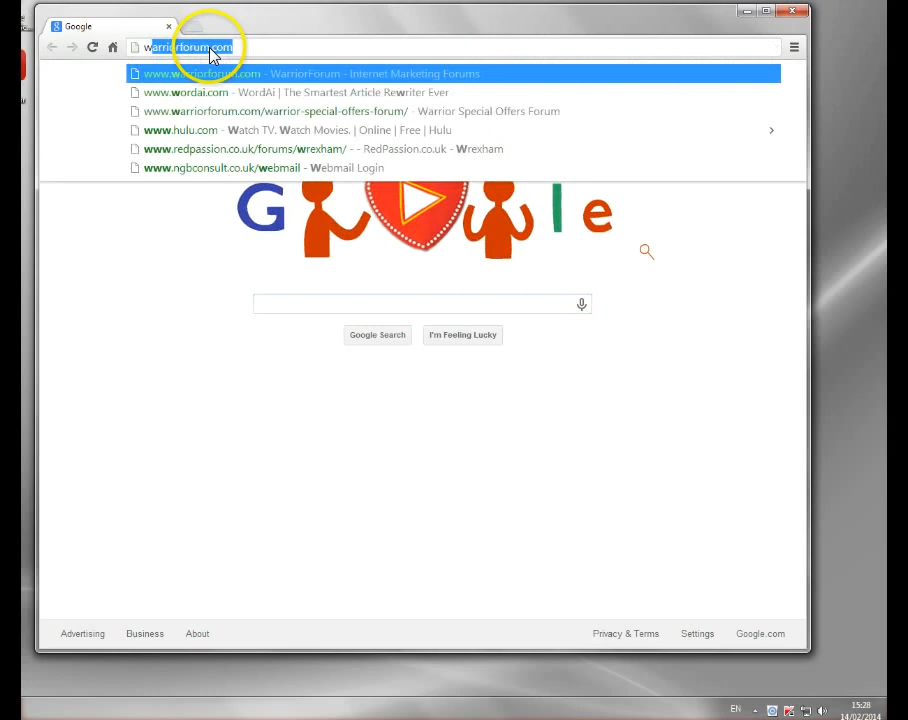 Google
warriorforum.com
www.warriorforum.com - WarriorForum - Internet Marketing Forums
www.wordai.com - WordAi | The Smartest Article Rewriter Ever
www.warriorforum.com/warrior-special-offers-forum/ - Warrior Special Offers Forum
www.hulu.com - Watch TV. Watch Movies. | Online | Free | Hulu
www.redpassion.co.uk/forums/wrexham/ - - RedPassion.co.uk - Wrexham
www.ngbconsult.co.uk/webmail - Webmail Login
G le
Google Search I'm Feeling Lucky
Advertising Business About Privacy & Terms Settings Google.com
EN 15:28
14/02/2014